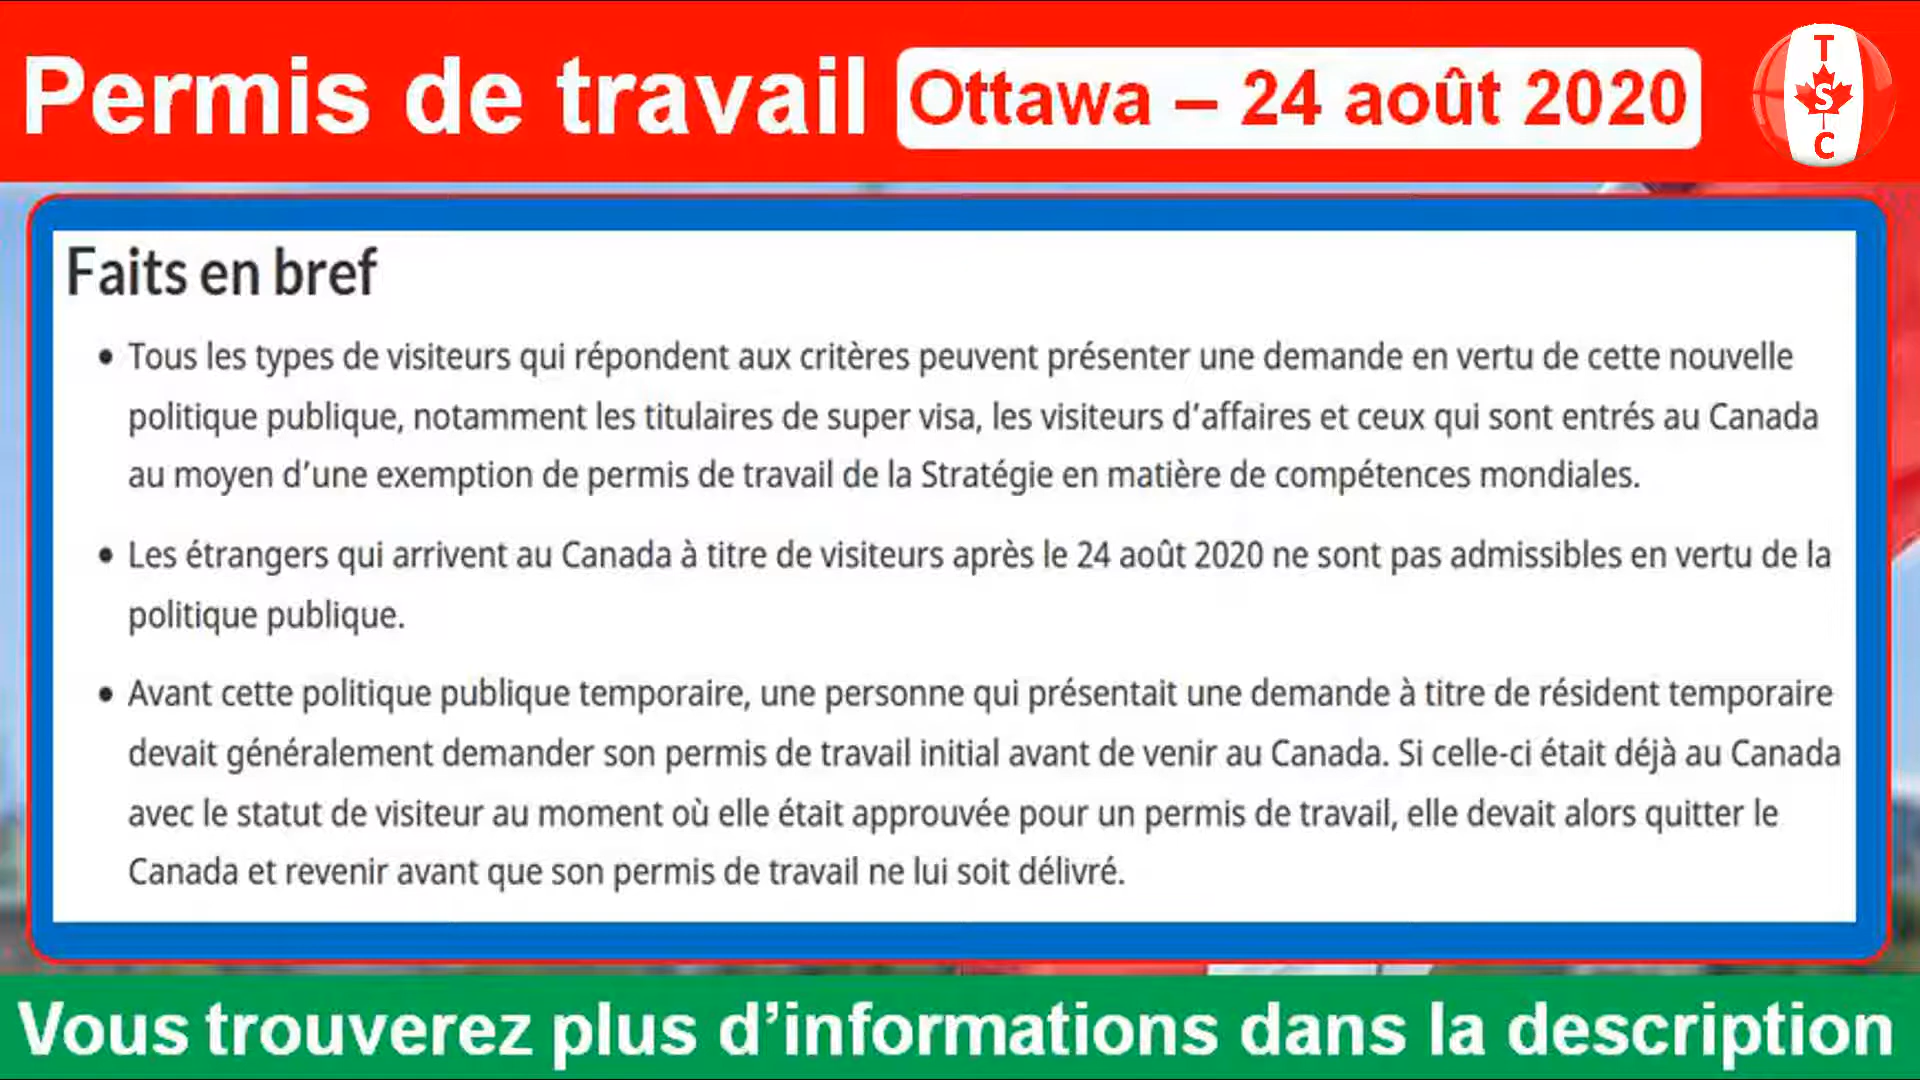 Permis de travail
Ottawa – 24 août 2020
T
S
C
Faits en bref
• Tous les types de visiteurs qui répondent aux critères peuvent présenter une demande en vertu de cette nouvelle
politique publique, notamment les titulaires de super visa, les visiteurs d’affaires et ceux qui sont entrés au Canada
au moyen d’une exemption de permis de travail de la Stratégie en matière de compétences mondiales.
• Les étrangers qui arrivent au Canada à titre de visiteurs après le 24 août 2020 ne sont pas admissibles en vertu de la
politique publique.
• Avant cette politique publique temporaire, une personne qui présentait une demande à titre de résident temporaire
devait généralement demander son permis de travail initial avant de venir au Canada. Si celle-ci était déjà au Canada
avec le statut de visiteur au moment où elle était approuvée pour un permis de travail, elle devait alors quitter le
Canada et revenir avant que son permis de travail ne lui soit délivré.
Vous trouverez plus d’informations dans la description